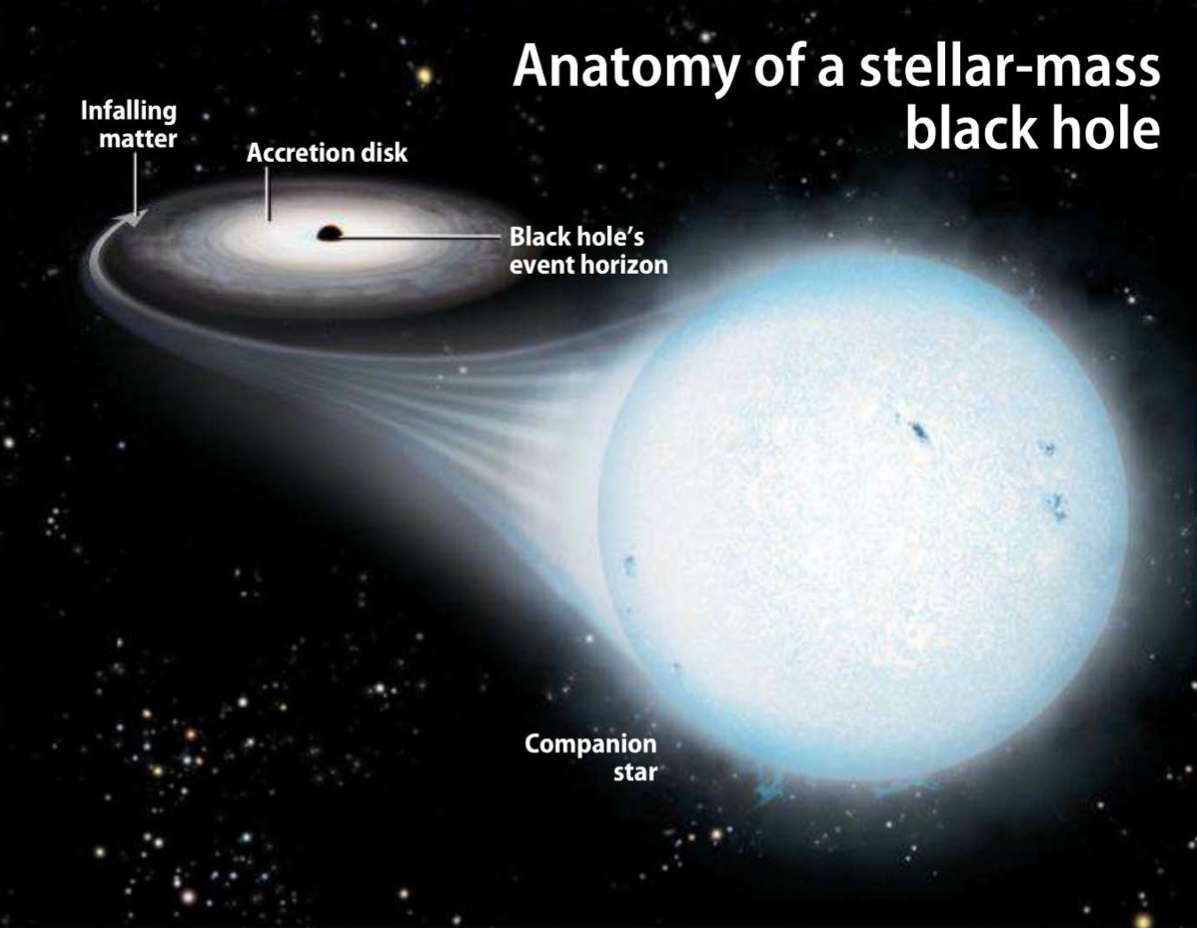 Anatomy of a stellar-mass
black hole
Infalling
matter
Accretion disk
Black hole's
event horizon
Companion
star